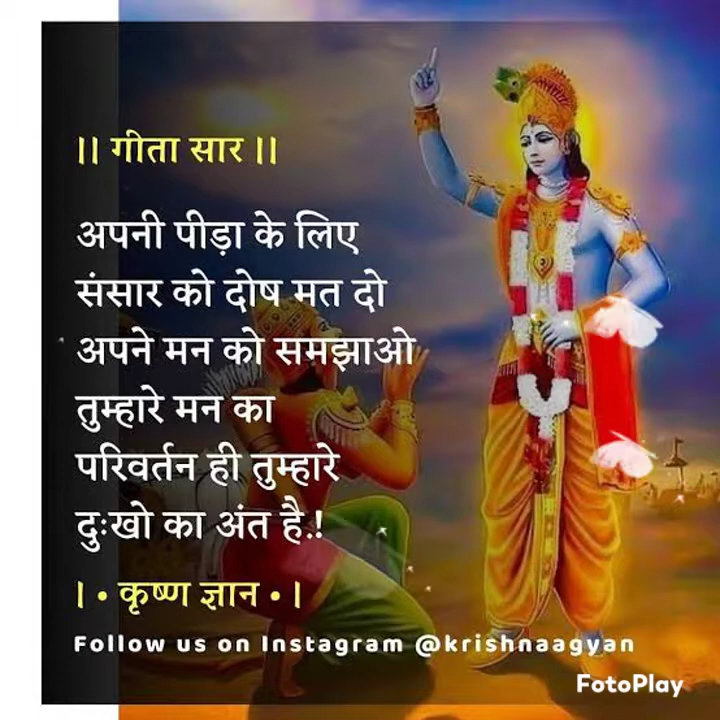 ।। गीता सार ।।
अपनी पीड़ा के लिए
संसार को दोष मत दो
अपने मन को समझाओ
तुम्हारे मन का
परिवर्तन ही तुम्हारे
दुःखो का अंत है.!
। • कृष्ण ज्ञान • ।
Follow us on Instagram @krishnaagyan
FotoPlay